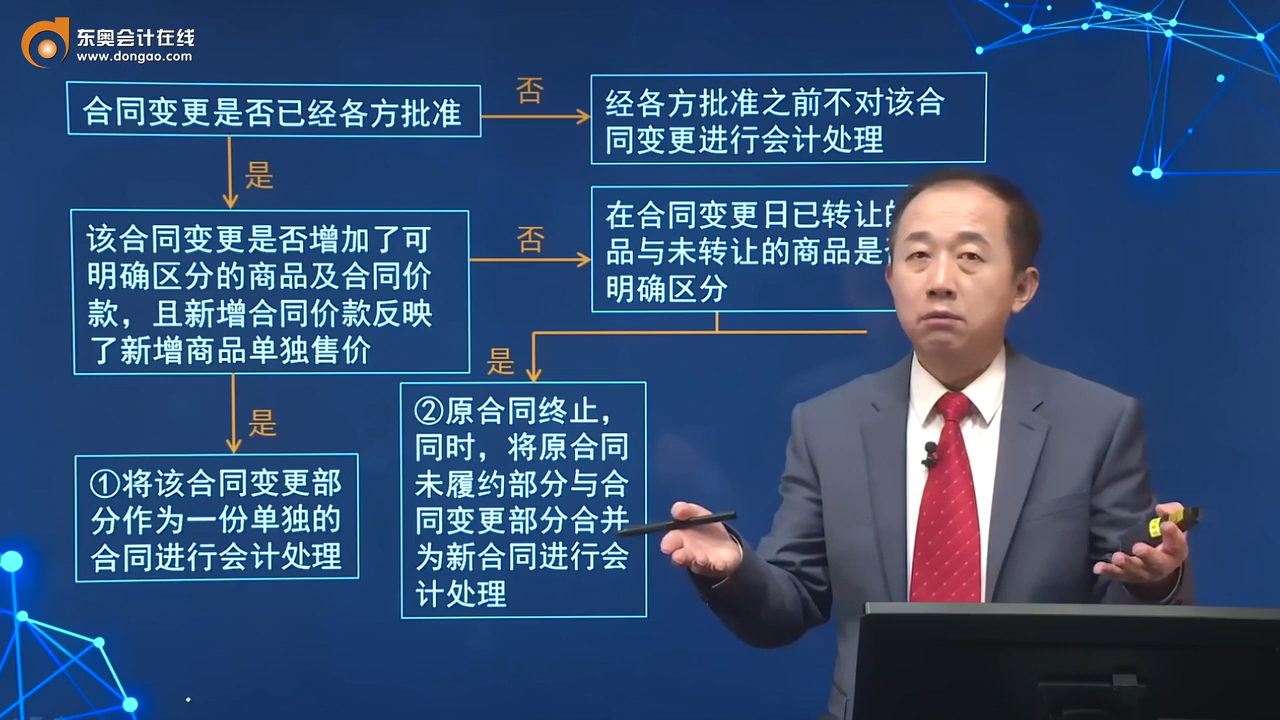 东奥会计在线
www.dongao.com
合同变更是否已经各方批准
否
经各方批准之前不对该合
同变更进行会计处理
是
该合同变更是否增加了可
明确区分的商品及合同价
款，且新增合同价款反映
了新增商品单独售价
否
在合同变更日已转让的
品与未转让的商品是
明确区分
是
①将该合同变更部
分作为一份单独的
合同进行会计处理
是
②原合同终止，
同时，将原合同
未履约部分与合
同变更部分合并
为新合同进行会
计处理